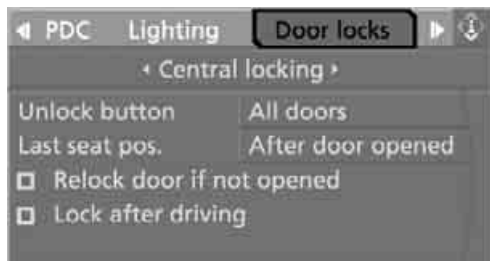 PDC Lighting Door locks
Central locking
Unlock button All doors
Last seat pos. After door opened
Relock door if not opened
Lock after driving